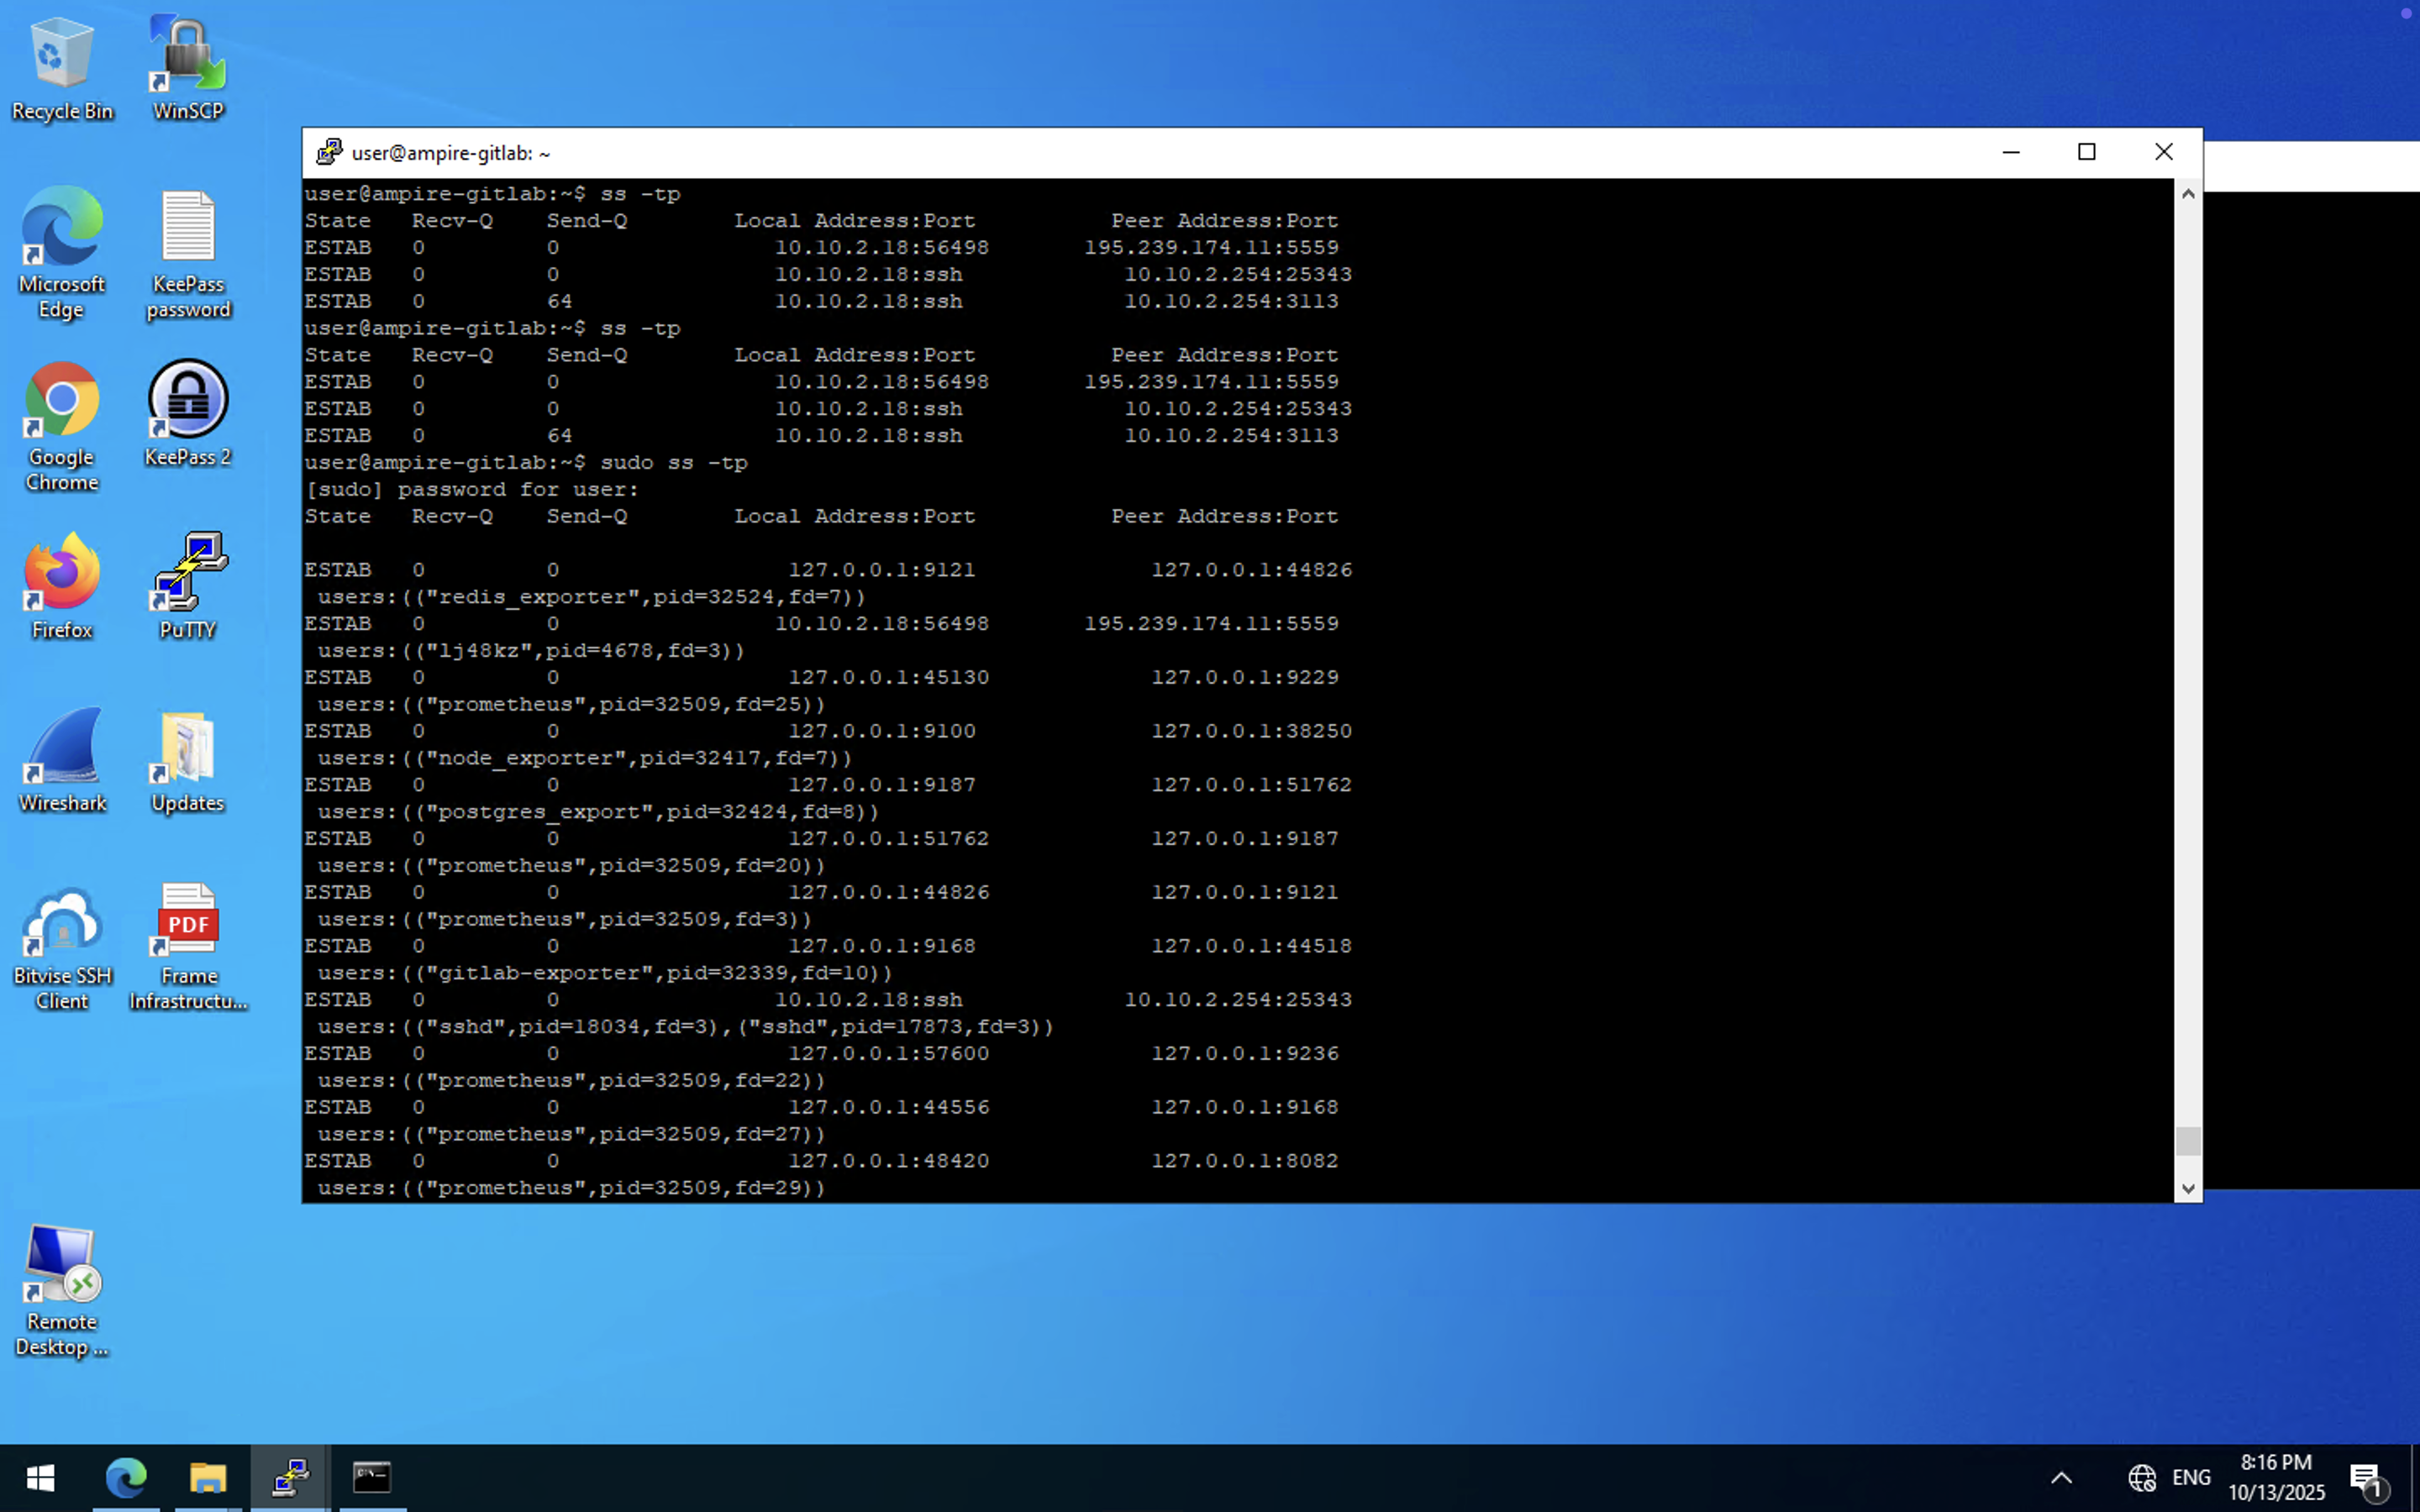 Recycle Bin
WinSCP
Microsoft Edge
KeePass password
Google Chrome
KeePass 2
Firefox
PuTTY
Wireshark
Updates
Bitvise SSH Client
PDF
Frame Infrastructu...
Remote Desktop ...
user@ampire-gitlab: ~
user@ampire-gitlab:~$ ss -tp
State Recv-Q Send-Q Local Address:Port Peer Address:Port
ESTAB 0 0 10.10.2.18:56498 195.239.174.11:5559
ESTAB 0 0 10.10.2.18:ssh 10.10.2.254:25343
ESTAB 0 64 10.10.2.18:ssh 10.10.2.254:3113
user@ampire-gitlab:~$ ss -tp
State Recv-Q Send-Q Local Address:Port Peer Address:Port
ESTAB 0 0 10.10.2.18:56498 195.239.174.11:5559
ESTAB 0 0 10.10.2.18:ssh 10.10.2.254:25343
ESTAB 0 64 10.10.2.18:ssh 10.10.2.254:3113
user@ampire-gitlab:~$ sudo ss -tp
[sudo] password for user:
State Recv-Q Send-Q Local Address:Port Peer Address:Port
ESTAB 0 0 127.0.0.1:9121 127.0.0.1:44826
users:(("redis_exporter",pid=32524,fd=7))
ESTAB 0 0 10.10.2.18:56498 195.239.174.11:5559
users:(("lj48kz",pid=4678,fd=3))
ESTAB 0 0 127.0.0.1:45130 127.0.0.1:9229
users:(("prometheus",pid=32509,fd=25))
ESTAB 0 0 127.0.0.1:9100 127.0.0.1:38250
users:(("node_exporter",pid=32417,fd=7))
ESTAB 0 0 127.0.0.1:9187 127.0.0.1:51762
users:(("postgres_export",pid=32424,fd=8))
ESTAB 0 0 127.0.0.1:51762 127.0.0.1:9187
users:(("prometheus",pid=32509,fd=20))
ESTAB 0 0 127.0.0.1:44826 127.0.0.1:9121
users:(("prometheus",pid=32509,fd=3))
ESTAB 0 0 127.0.0.1:9168 127.0.0.1:44518
users:(("gitlab-exporter",pid=32339,fd=10))
ESTAB 0 0 10.10.2.18:ssh 10.10.2.254:25343
users:(("sshd",pid=18034,fd=3),("sshd",pid=17873,fd=3))
ESTAB 0 0 127.0.0.1:57600 127.0.0.1:9236
users:(("prometheus",pid=32509,fd=22))
ESTAB 0 0 127.0.0.1:44556 127.0.0.1:9168
users:(("prometheus",pid=32509,fd=27))
ESTAB 0 0 127.0.0.1:48420 127.0.0.1:8082
users:(("prometheus",pid=32509,fd=29))
C:\_
ENG
8:16 PM
10/13/2025
1